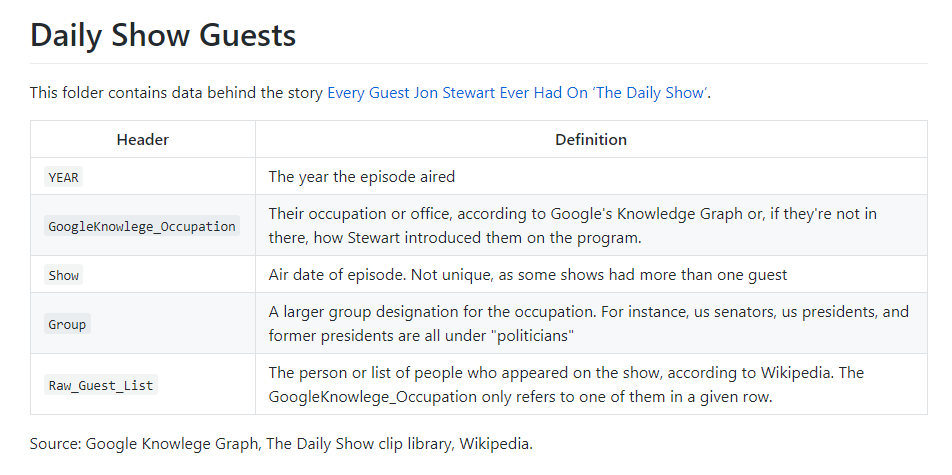 Daily Show Guests
This folder contains data behind the story Every Guest Jon Stewart Ever Had On ‘The Daily Show’.
Header Definition
YEAR The year the episode aired
GoogleKnowlege_Occupation Their occupation or office, according to Google's Knowledge Graph or, if they're not in
there, how Stewart introduced them on the program.
Show Air date of episode. Not unique, as some shows had more than one guest
Group A larger group designation for the occupation. For instance, us senators, us presidents, and
former presidents are all under "politicians"
Raw_Guest_List The person or list of people who appeared on the show, according to Wikipedia. The
GoogleKnowlege_Occupation only refers to one of them in a given row.
Source: Google Knowlege Graph, The Daily Show clip library, Wikipedia.